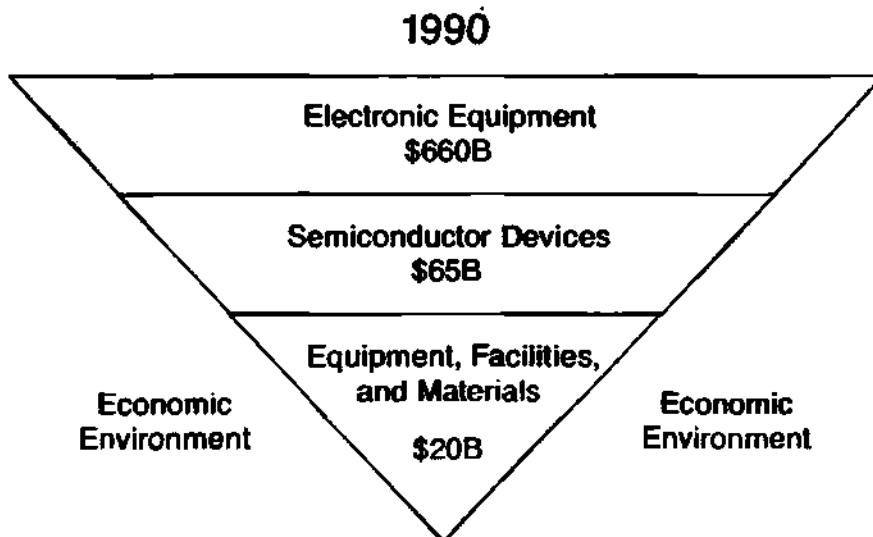 1990
Electronic Equipment
$660B
Semiconductor Devices
$65B
Equipment, Facilities,
and Materials
$20B
Economic
Environment
Economic
Environment